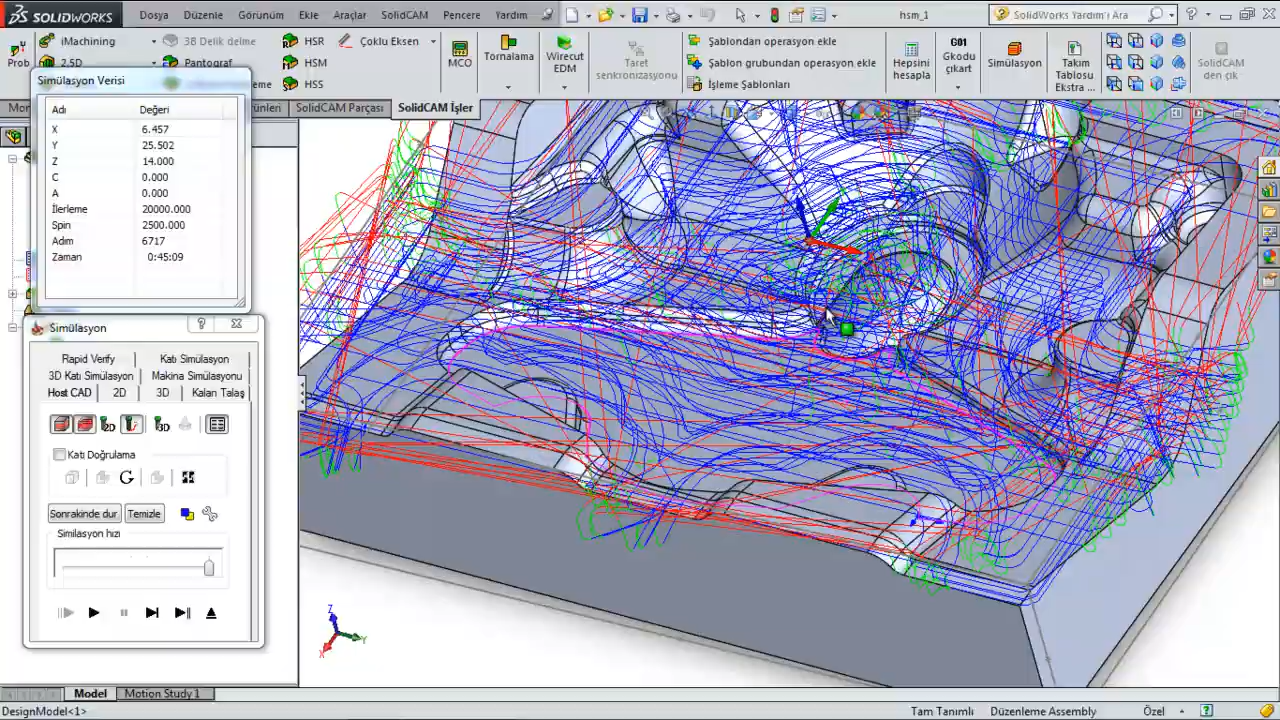 SOLIDWORKS Dosya Düzenle Görünüm Ekle Araçlar SolidCAM Pencere Yardım hsm_1 SolidWorks Yardım'ı Ara
Prob
iMachining
2.5D
3B Delik delme
Pantograf
HSR
HSM
HSS
Çoklu Eksen
MCO
Tornalama
Wirecut
EDM
Taret
senkronizasyonu
Şablondan operasyon ekle
Şablon grubundan operasyon ekle
İşleme Şablonları
Hepsini
hesapla
G01
Gkodu
çıkart
Simülasyon
Takım
Tablosu
Ekstra ...
SolidCAM
den çık
SolidCAM Parçası
SolidCAM İşler
Simülasyon Verisi
Adı Değeri
X 6.457
Y 25.502
Z 14.000
C 0.000
A 0.000
İlerleme 20000.000
Spin 2500.000
Adım 6717
Zaman 0:45:09
Simülasyon
Rapid Verify Katı Simülasyon
3D Katı Simülasyon Makina Simülasyonu
Host CAD 2D 3D Kalan Talaş
2D
3D
Katı Doğrulama
Sonrakinde dur Temizle
Similasyon hızı
Z
Y
X
Model Motion Study 1
DesignModel<1> Tam Tanımlı Düzenleme Assembly Özel